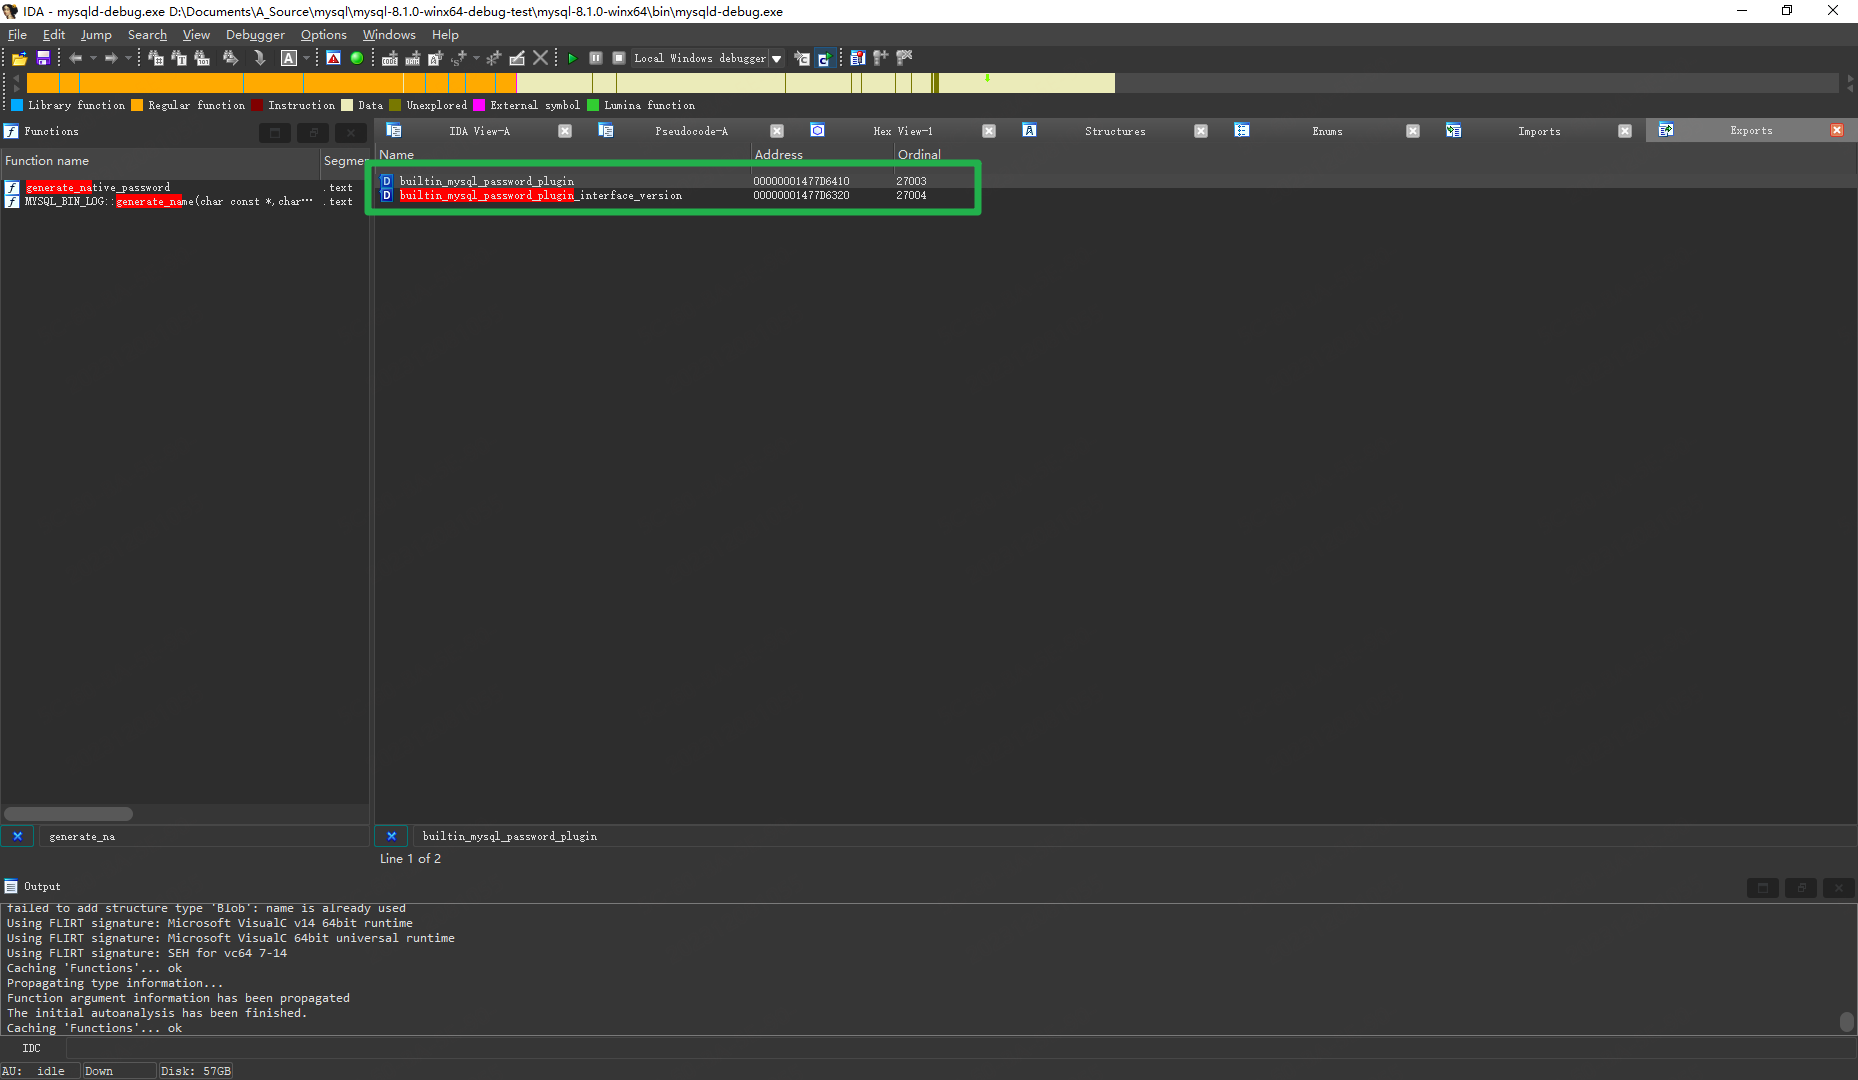 IDA - mysqld-debug.exe D:\Documents\A_Source\mysql\mysql-8.1.0-winx64-debug-test\mysql-8.1.0-winx64\bin\mysqld-debug.exe
File Edit Jump Search View Debugger Options Windows Help
Local Windows debugger
Library function Regular function Instruction Data Unexplored External symbol Lumina function
Functions
IDA View-A Pseudocode-A Hex View-1 Structures Enums Imports Exports
Function name Segmen
Name Address Ordinal
generate_native_password .text
MYSQL_BIN_LOG::generate_name(char const *,char··· .text
builtin_mysql_password_plugin 00000001477D6410 27003
builtin_mysql_password_plugin_interface_version 00000001477D6320 27004
generate_na
builtin_mysql_password_plugin
Line 1 of 2
Output
failed to add structure type 'Blob': name is already used
Using FLIRT signature: Microsoft VisualC v14 64bit runtime
Using FLIRT signature: Microsoft VisualC 64bit universal runtime
Using FLIRT signature: SEH for vc64 7-14
Caching 'Functions'... ok
Propagating type information...
Function argument information has been propagated
The initial autoanalysis has been finished.
Caching 'Functions'... ok
IDC
AU: idle Down Disk: 57GB